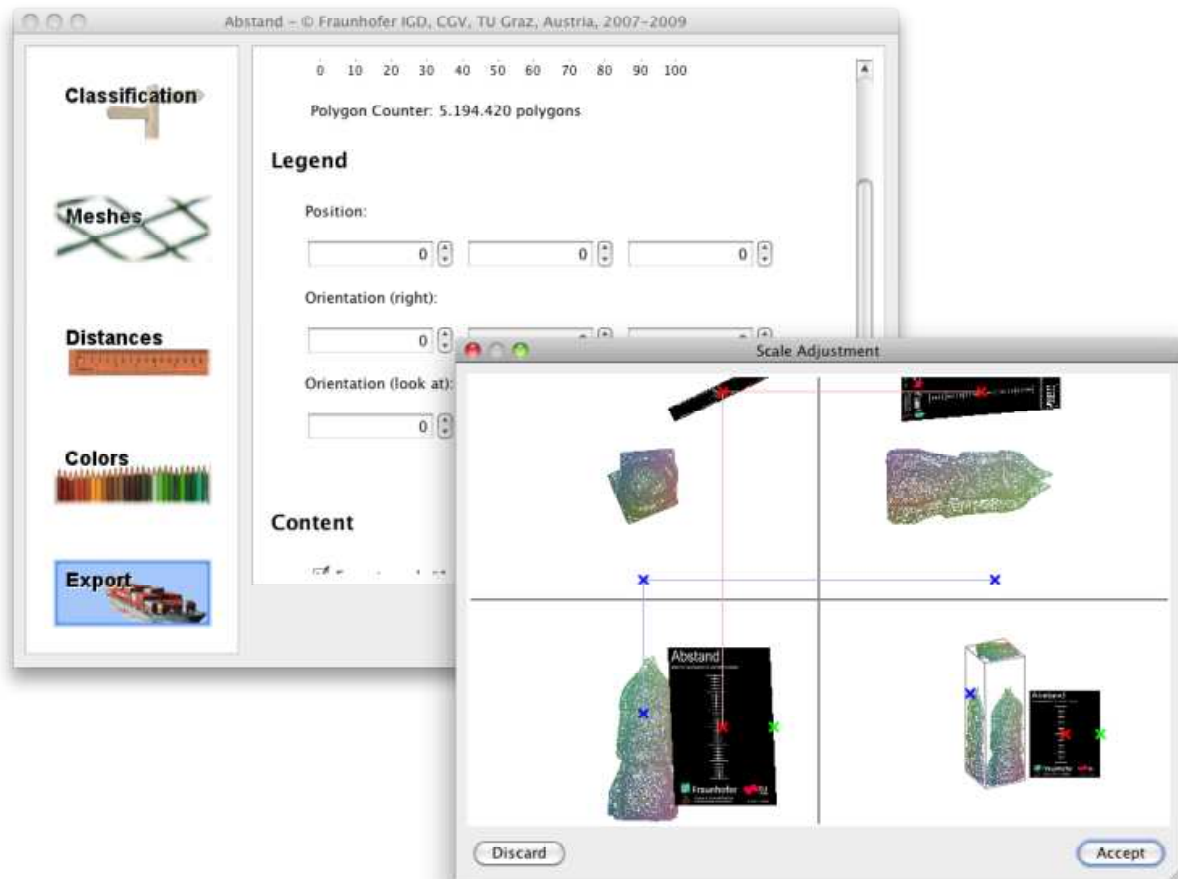 Abstand – © Fraunhofer IGD, CGV, TU Graz, Austria, 2007–2009
Classification
Meshes
Distances
Colors
Export
0 10 20 30 40 50 60 70 80 90 100
Polygon Counter: 5.194.420 polygons
Legend
Position:
0 0 0
Orientation (right):
0
Orientation (look at):
0
Content
Scale Adjustment
Abstand
Fraunhofer
Abstand
Fraunhofer
Discard
Accept